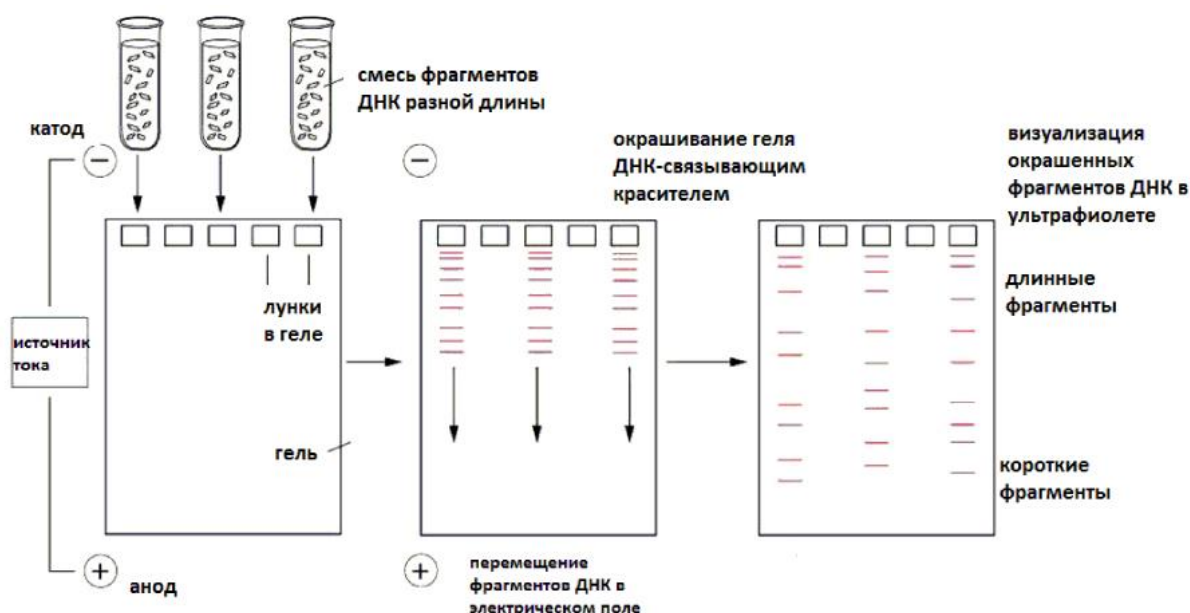 смесь фрагментов
ДНК разной длины
катод
−
−
окрашивание геля
ДНК-связывающим
красителем
визуализация
окрашенных
фрагментов ДНК в
ультрафиолете
лунки
в геле
источник
тока
гель
длинные
фрагменты
короткие
фрагменты
+
анод
+
перемещение
фрагментов ДНК в
электрическом поле